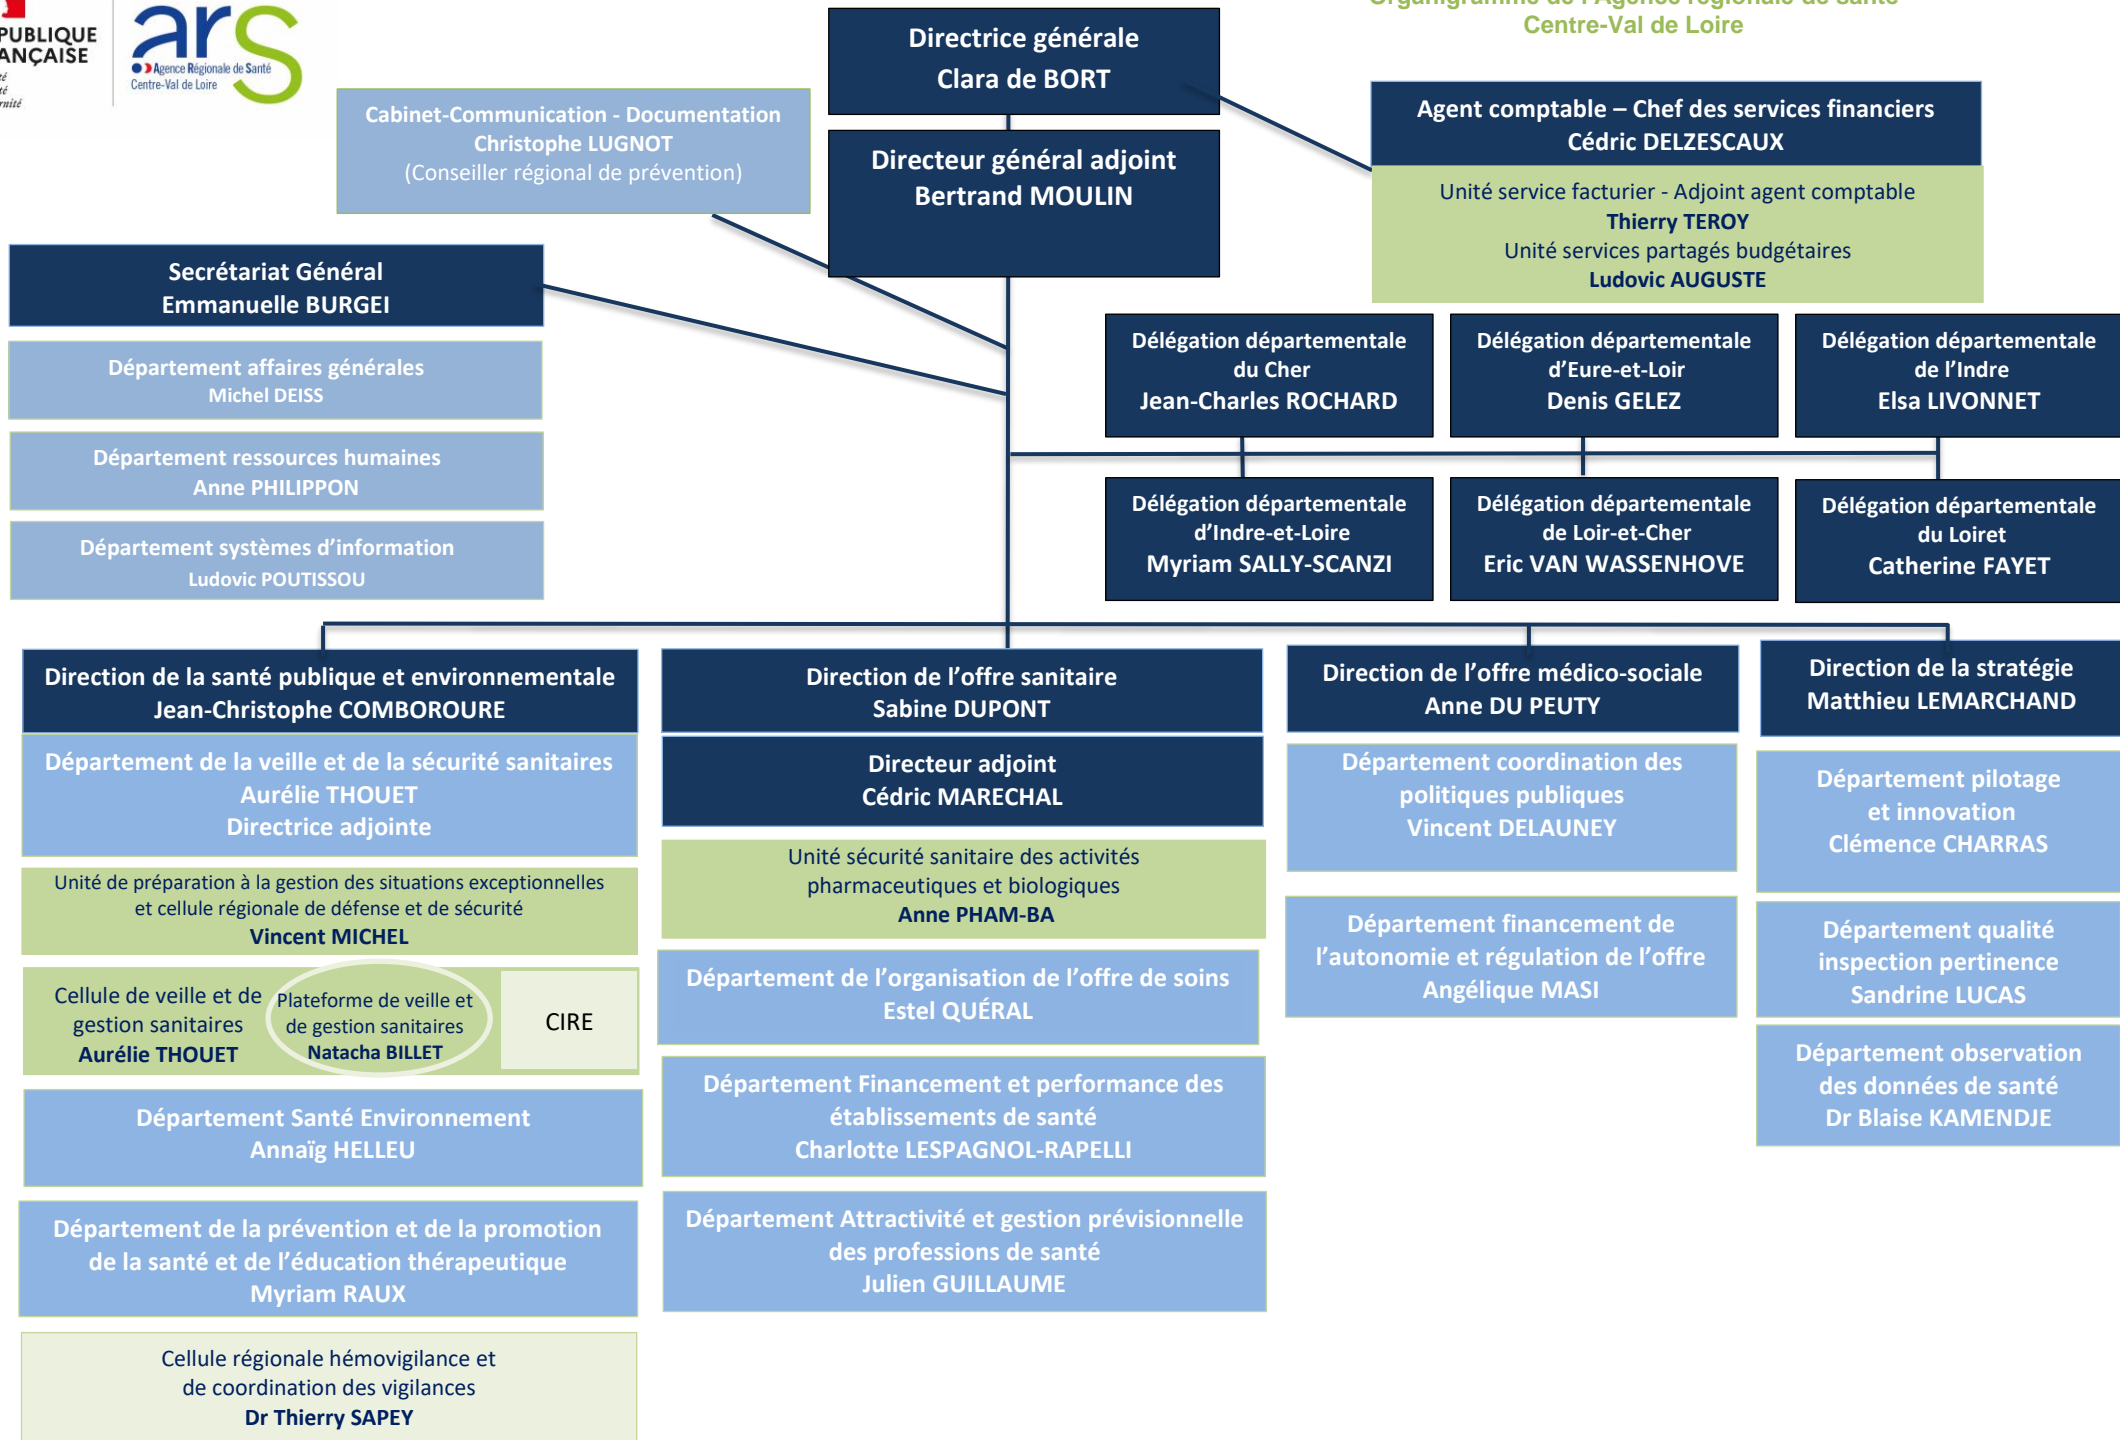 Agence Régionale de Santé
Centre-Val de Loire
Organigramme de l'Agence régionale de santé
Centre-Val de Loire
Directrice générale
Clara de BORT
Directeur général adjoint
Bertrand MOULIN
Cabinet-Communication - Documentation
Christophe LUGNOT
(Conseiller régional de prévention)
Agent comptable – Chef des services financiers
Cédric DELZESCAUX
Unité service facturier - Adjoint agent comptable
Thierry TEROY
Unité services partagés budgétaires
Ludovic AUGUSTE
Secrétariat Général
Emmanuelle BURGEI
Département affaires générales
Michel DEISS
Département ressources humaines
Anne PHILIPPON
Département systèmes d'information
Ludovic POUTISSOU
Délégation départementale
du Cher
Jean-Charles ROCHARD
Délégation départementale
d'Eure-et-Loir
Denis GELEZ
Délégation départementale
de l'Indre
Elsa LIVONNET
Délégation départementale
d'Indre-et-Loire
Myriam SALLY-SCANZI
Délégation départementale
de Loir-et-Cher
Eric VAN WASSENHOVE
Délégation départementale
du Loiret
Catherine FAYET
Direction de la santé publique et environnementale
Jean-Christophe COMBOROURE
Département de la veille et de la sécurité sanitaires
Aurélie THOUET
Directrice adjointe
Unité de préparation à la gestion des situations exceptionnelles
et cellule régionale de défense et de sécurité
Vincent MICHEL
Cellule de veille et de
gestion sanitaires
Aurélie THOUET
Plateforme de veille et
de gestion sanitaires
Natacha BILLET
CIRE
Département Santé Environnement
Annaïg HELLEU
Département de la prévention et de la promotion
de la santé et de l'éducation thérapeutique
Myriam RAUX
Cellule régionale hémovigilance et
de coordination des vigilances
Dr Thierry SAPEY
Direction de l'offre sanitaire
Sabine DUPONT
Directeur adjoint
Cédric MARECHAL
Unité sécurité sanitaire des activités
pharmaceutiques et biologiques
Anne PHAM-BA
Département de l'organisation de l'offre de soins
Estel QUÉRAL
Département Financement et performance des
établissements de santé
Charlotte LESPAGNOL-RAPELLI
Département Attractivité et gestion prévisionnelle
des professions de santé
Julien GUILLAUME
Direction de l'offre médico-sociale
Anne DU PEUTY
Département coordination des
politiques publiques
Vincent DELAUNEY
Département financement de
l'autonomie et régulation de l'offre
Angélique MASI
Direction de la stratégie
Matthieu LEMARCHAND
Département pilotage
et innovation
Clémence CHARRAS
Département qualité
inspection pertinence
Sandrine LUCAS
Département observation
des données de santé
Dr Blaise KAMENDJE